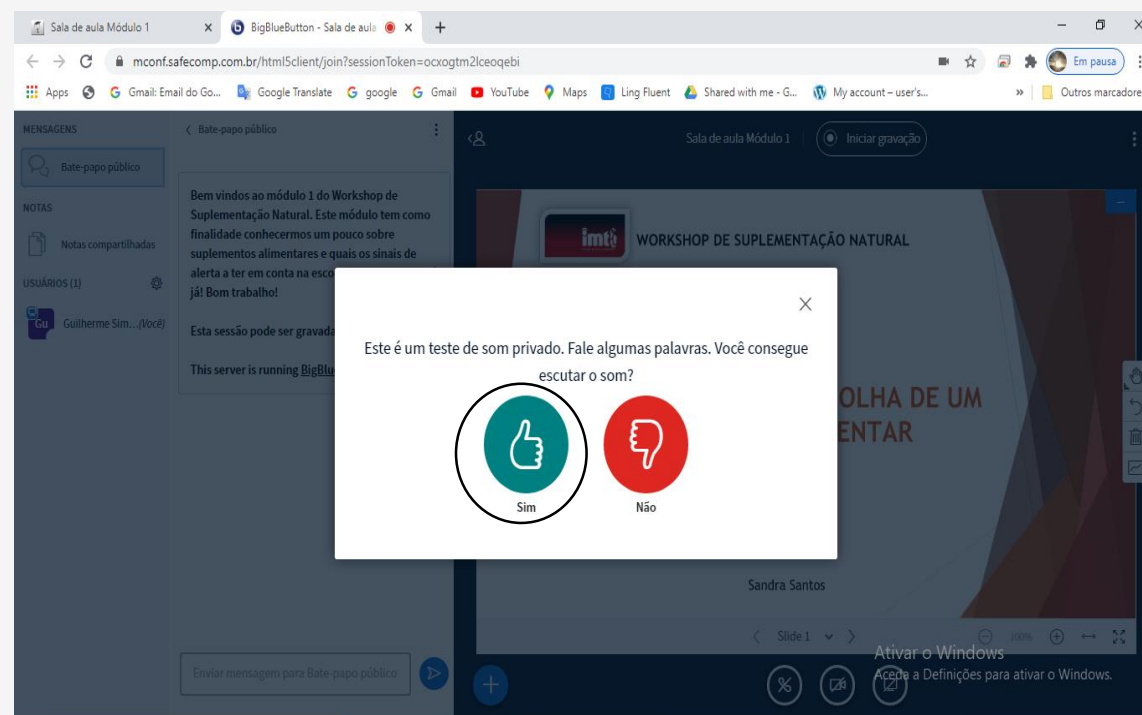 Sala de aula Módulo 1
BigBlueButton - Sala de aula
mconf.safecomp.com.br/html5client/join?sessionToken=ocxogtm2lceoqebi
Em pausa
Apps
Gmail: Email do Go...
Google Translate
google
Gmail
YouTube
Maps
Ling Fluent
Shared with me - G...
My account – user's...
»
Outros marcadore
MENSAGENS
Bate-papo público
NOTAS
Notas compartilhadas
USUÁRIOS (1)
Gu
Guilherme Sim...(Você)
Bate-papo público
Bem vindos ao módulo 1 do Workshop de
Suplementação Natural. Este módulo tem como
finalidade conhecermos um pouco sobre
suplementos alimentares e quais os sinais de
alerta a ter em conta na esco
já! Bom trabalho!
Esta sessão pode ser gravada
This server is running BigBlu
Enviar mensagem para Bate-papo público
Sala de aula Módulo 1
Iniciar gravação
imt
WORKSHOP DE SUPLEMENTAÇÃO NATURAL
OLHA DE UM
ENTAR
Sandra Santos
Este é um teste de som privado. Fale algumas palavras. Você consegue
escutar o som?
Sim
Não
Slide 1
100%
Ativar o Windows
Aceda a Definições para ativar o Windows.